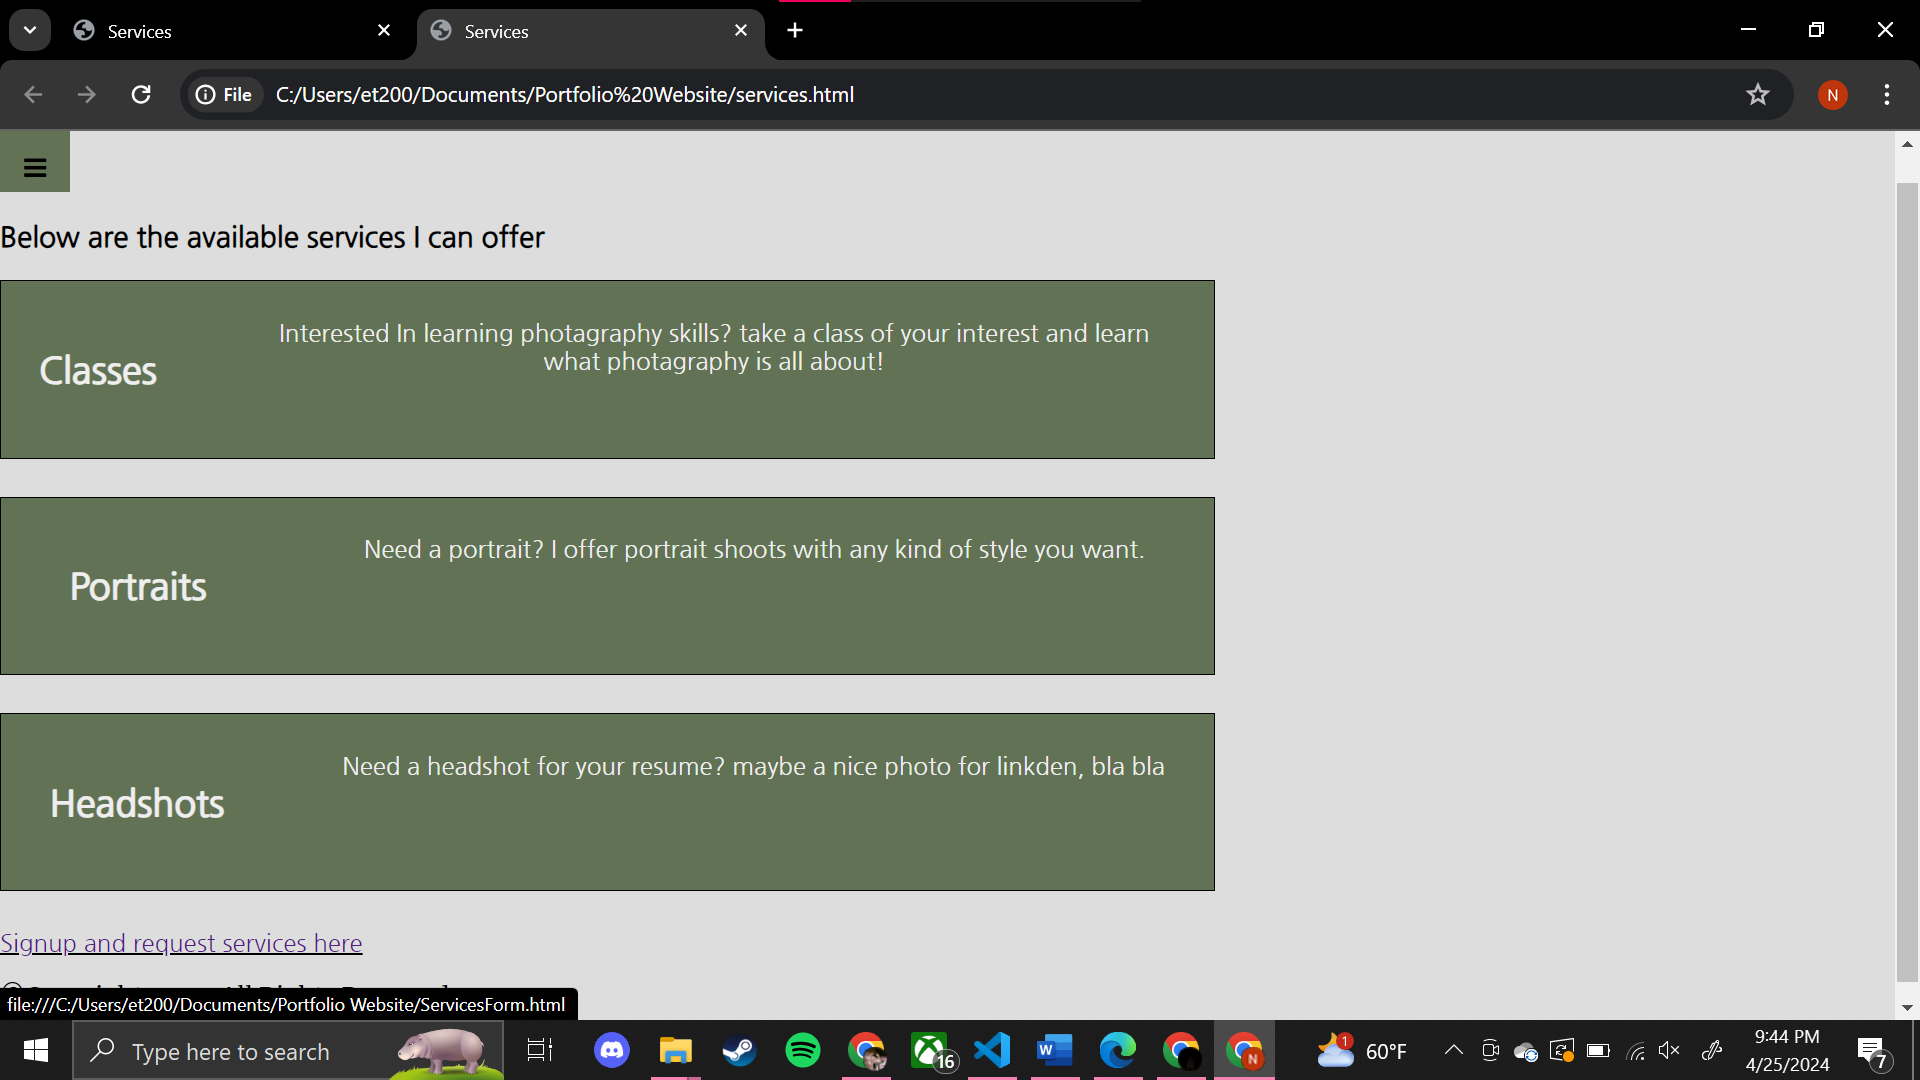 Services
Services
File
C:/Users/et200/Documents/Portfolio%20Website/services.html
N
Below are the available services I can offer
Classes
Interested In learning photagraphy skills? take a class of your interest and learn
what photagraphy is all about!
Portraits
Need a portrait? I offer portrait shoots with any kind of style you want.
Headshots
Need a headshot for your resume? maybe a nice photo for linkden, bla bla
Signup and request services here
file:///C:/Users/et200/Documents/Portfolio Website/ServicesForm.html
Type here to search
16
W
N
1
60°F
9:44 PM
4/25/2024
7